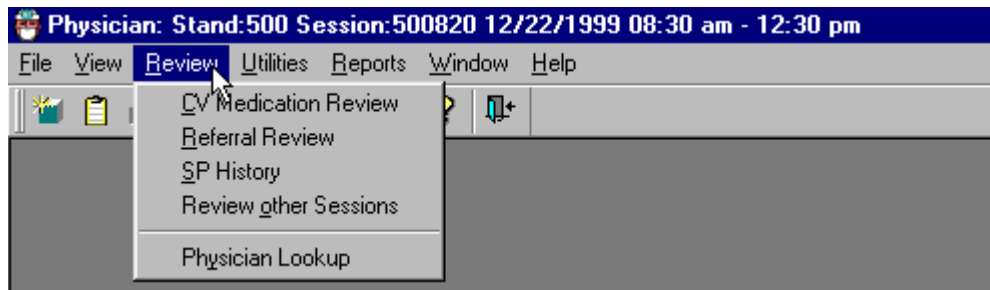 Physician: Stand:500 Session:500820 12/22/1999 08:30 am - 12:30 pm
File View Review Utilities Reports Window Help
CV Medication Review
Referral Review
SP History
Review other Sessions
Physician Lookup